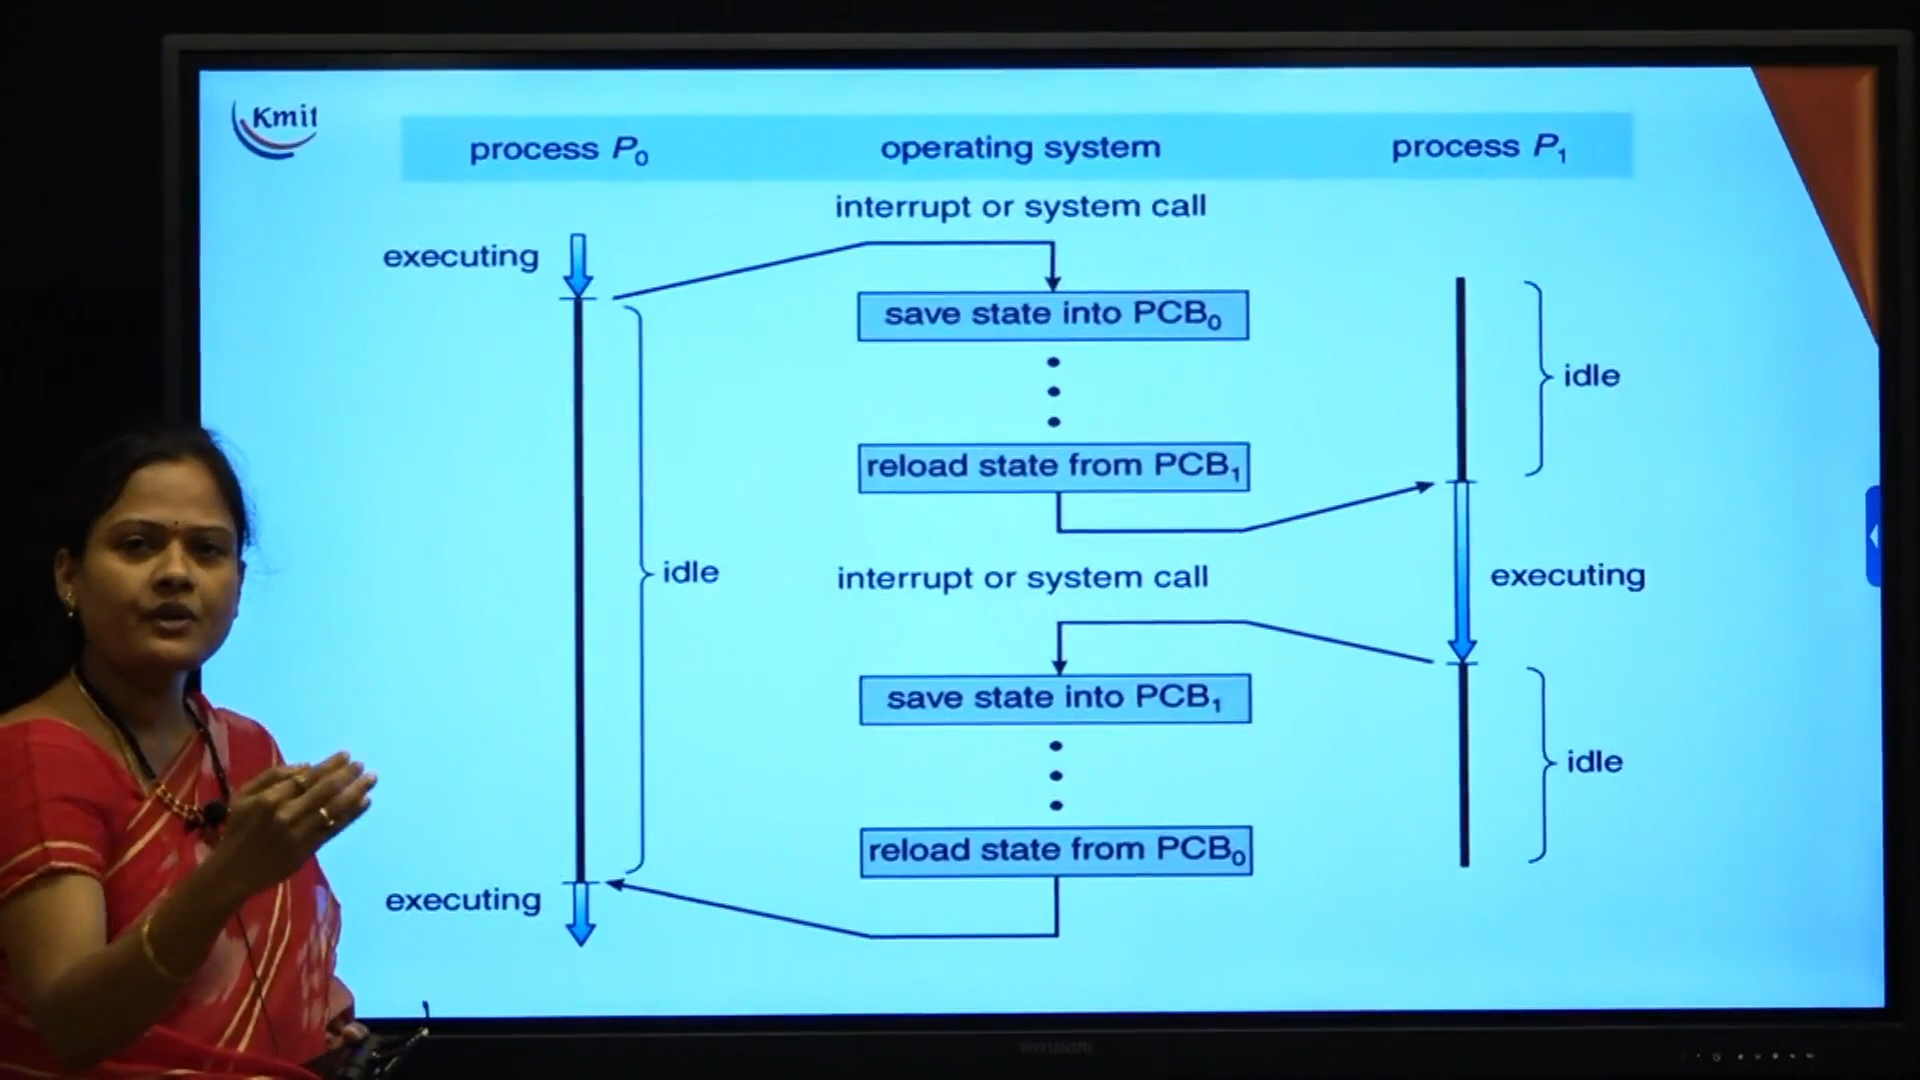 Kmit
process P₀ operating system process P₁
interrupt or system call
executing
save state into PCB₀
idle
reload state from PCB₁
idle
interrupt or system call
executing
save state into PCB₁
idle
reload state from PCB₀
executing